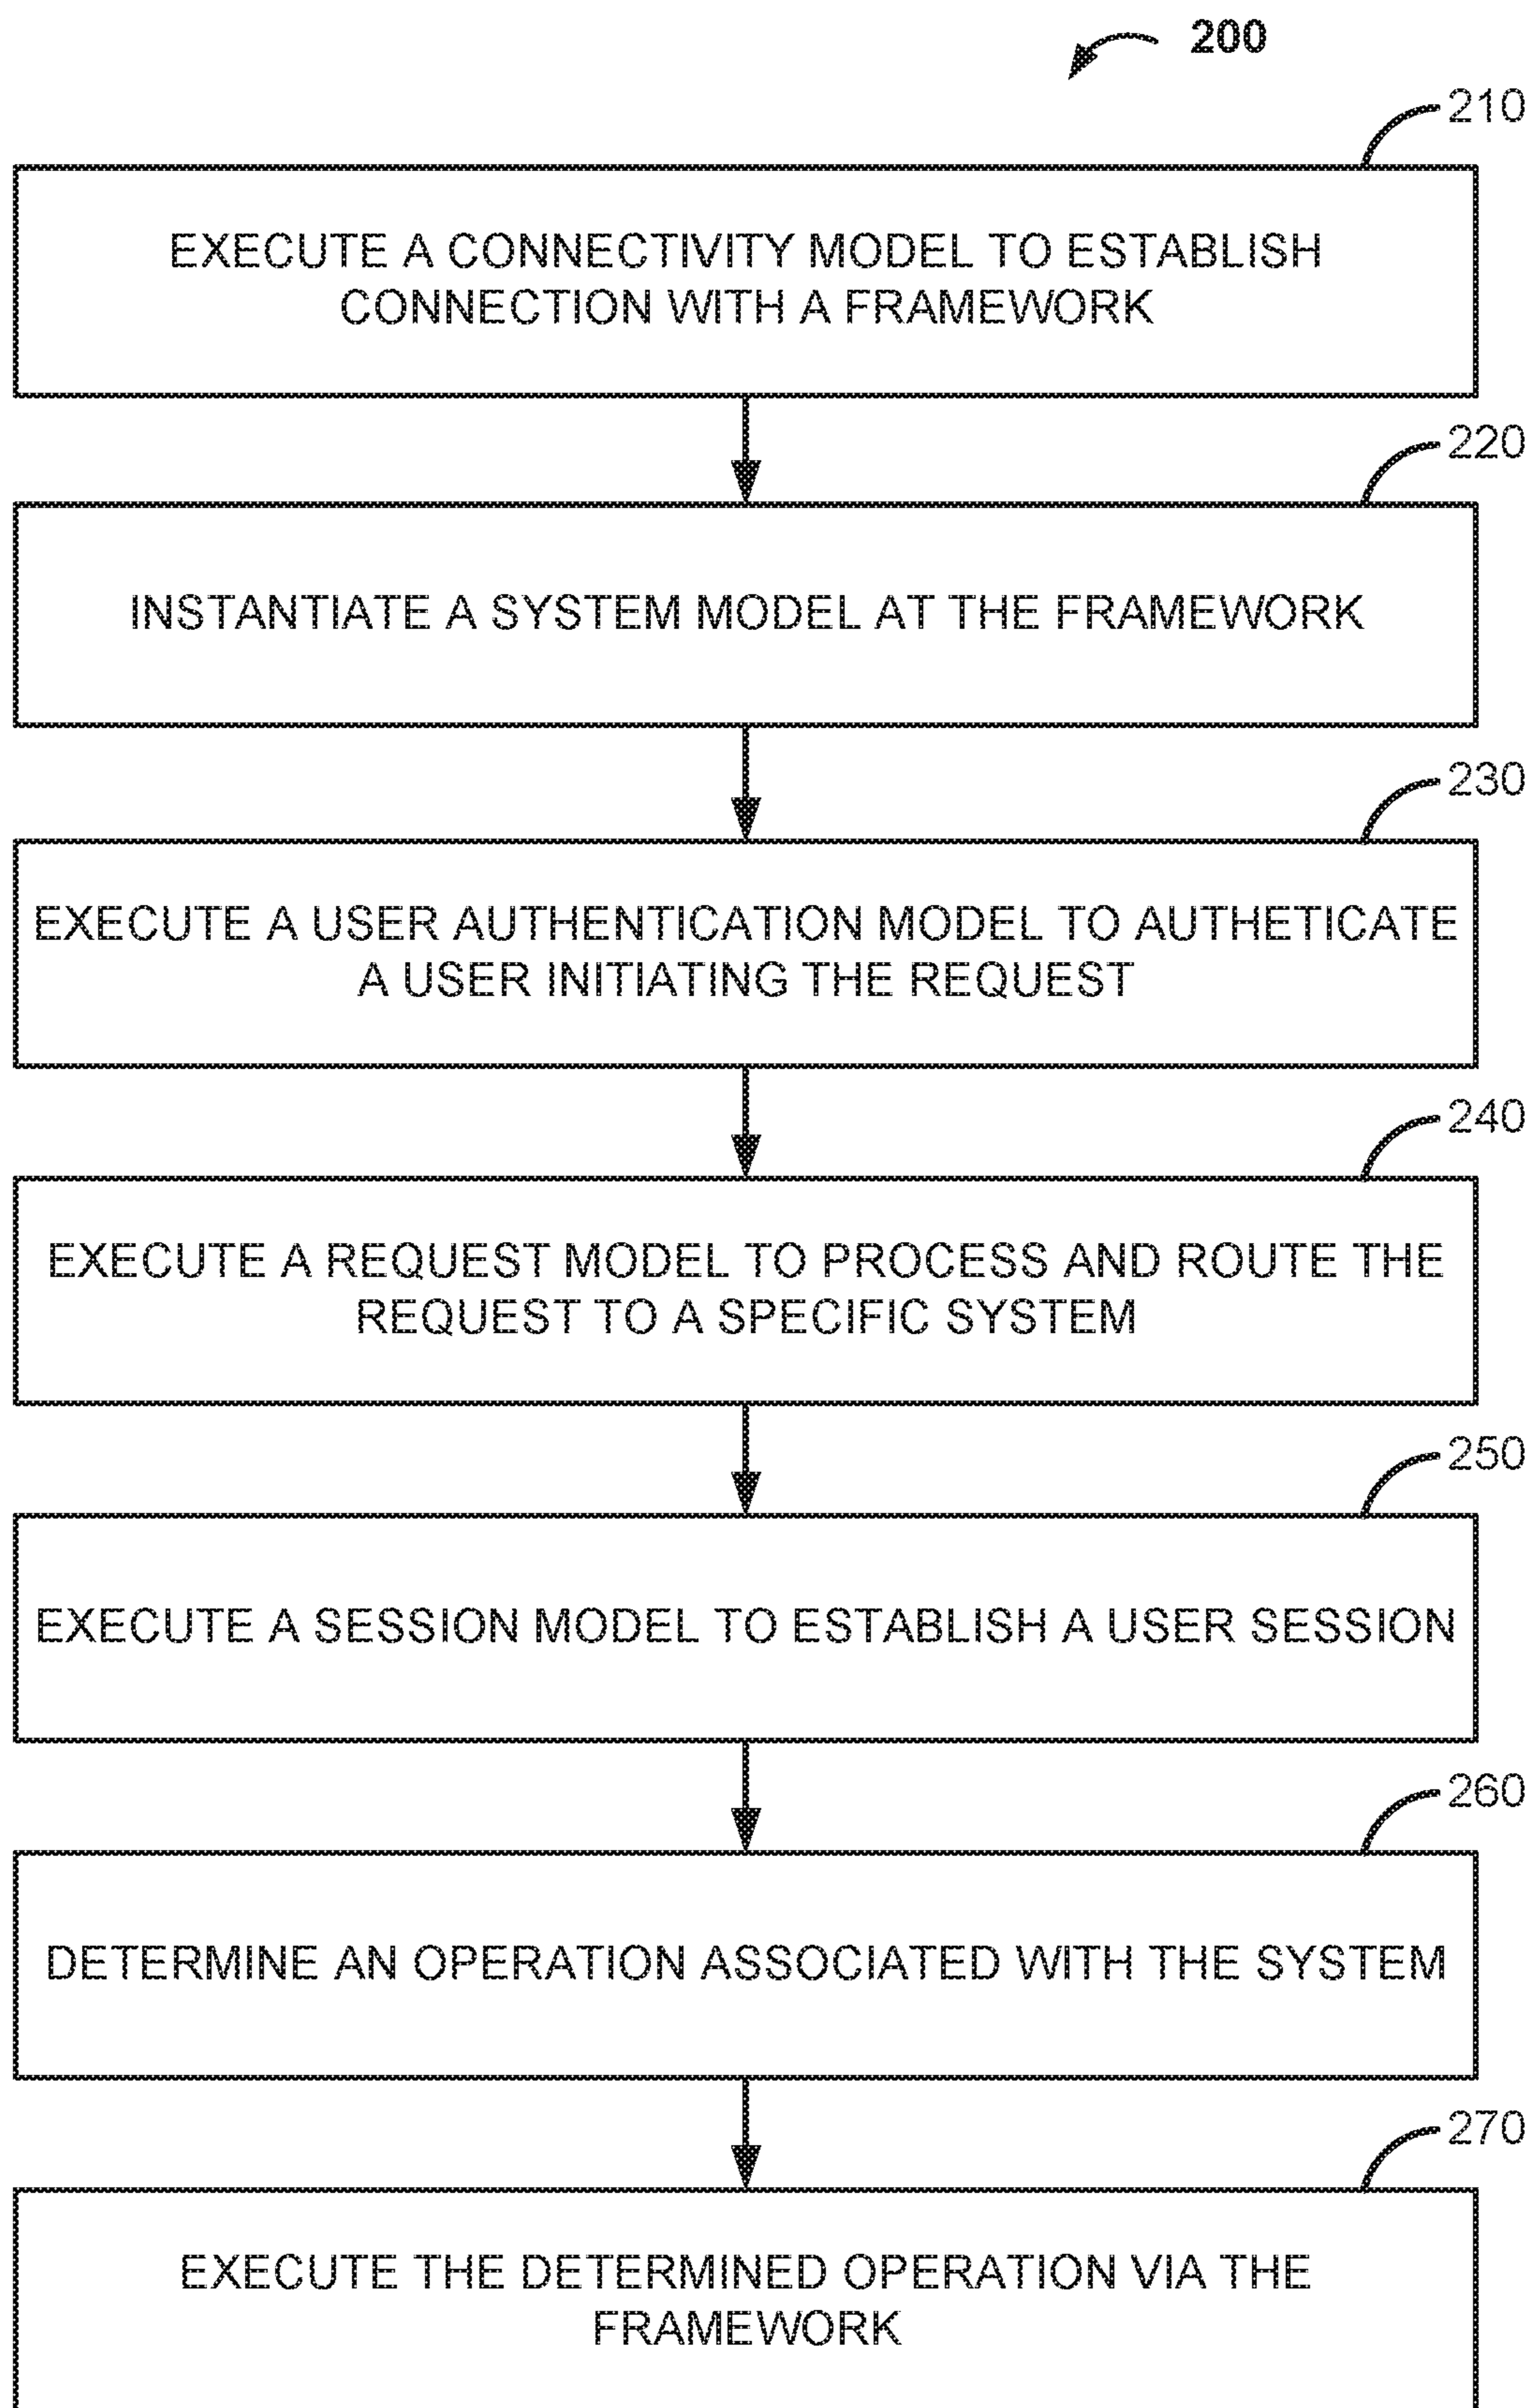 200
210
EXECUTE A CONNECTIVITY MODEL TO ESTABLISH
CONNECTION WITH A FRAMEWORK
220
INSTANTIATE A SYSTEM MODEL AT THE FRAMEWORK
230
EXECUTE A USER AUTHENTICATION MODEL TO AUTHETICATE
A USER INITIATING THE REQUEST
240
EXECUTE A REQUEST MODEL TO PROCESS AND ROUTE THE
REQUEST TO A SPECIFIC SYSTEM
250
EXECUTE A SESSION MODEL TO ESTABLISH A USER SESSION
260
DETERMINE AN OPERATION ASSOCIATED WITH THE SYSTEM
270
EXECUTE THE DETERMINED OPERATION VIA THE
FRAMEWORK